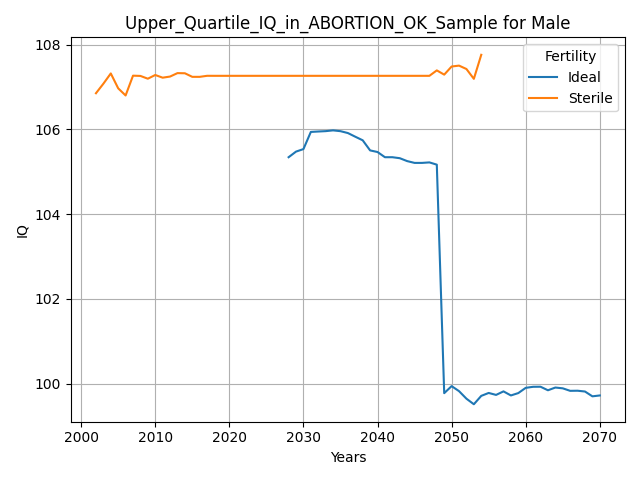 Upper_Quartile_IQ_in_ABORTION_OK_Sample for Male
108
106
104
102
100
IQ
Fertility
Ideal
Sterile
2000 2010 2020 2030 2040 2050 2060 2070
Years